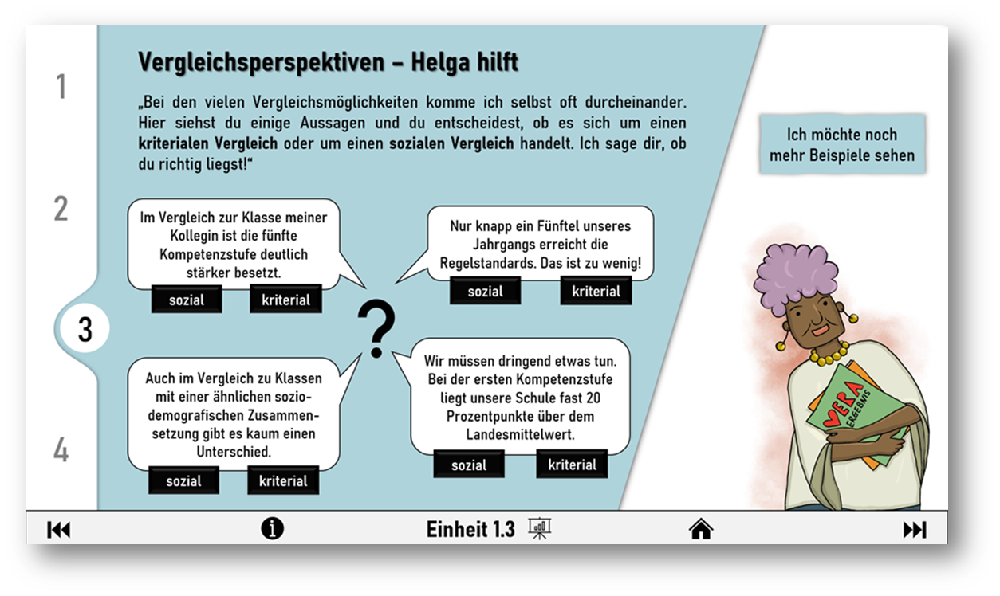 1
2
3
4
Vergleichsperspektiven – Helga hilft
„Bei den vielen Vergleichsmöglichkeiten komme ich selbst oft durcheinander.
Hier siehst du einige Aussagen und du entscheidest, ob es sich um einen
kriterialen Vergleich oder um einen sozialen Vergleich handelt. Ich sage dir, ob
du richtig liegst!“
Im Vergleich zur Klasse meiner
Kollegin ist die fünfte
Kompetenzstufe deutlich
stärker besetzt.
sozial
kriterial
Nur knapp ein Fünftel unseres
Jahrgangs erreicht die
Regelstandards. Das ist zu wenig!
sozial
kriterial
?
Auch im Vergleich zu Klassen
mit einer ähnlichen sozio-
demografischen Zusammen-
setzung gibt es kaum einen
Unterschied.
sozial
kriterial
Wir müssen dringend etwas tun.
Bei der ersten Kompetenzstufe
liegt unsere Schule fast 20
Prozentpunkte über dem
Landesmittelwert.
sozial
kriterial
Ich möchte noch
mehr Beispiele sehen
VERA
ERGEBNIS
i
Einheit 1.3